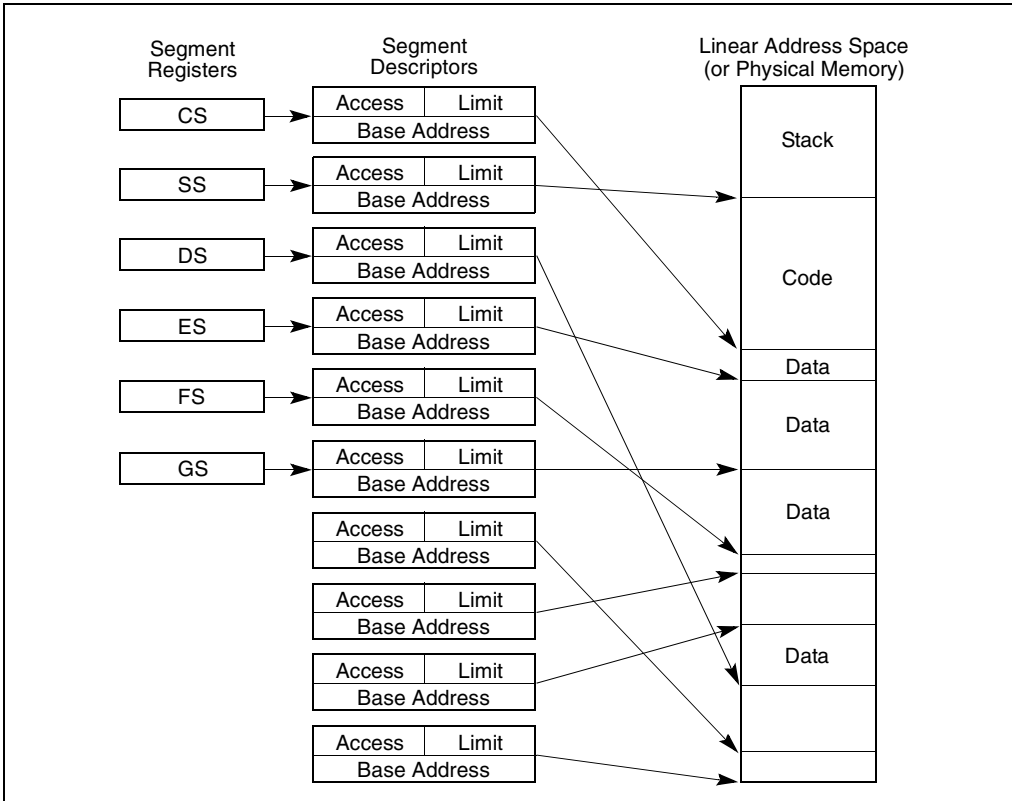 Segment
Registers
Segment
Descriptors
Linear Address Space
(or Physical Memory)
CS
Access Limit
Base Address
Stack
SS
Access Limit
Base Address
DS
Access Limit
Base Address
Code
ES
Access Limit
Base Address
Data
FS
Access Limit
Base Address
Data
GS
Access Limit
Base Address
Data
Access Limit
Base Address
Access Limit
Base Address
Access Limit
Base Address
Data
Access Limit
Base Address